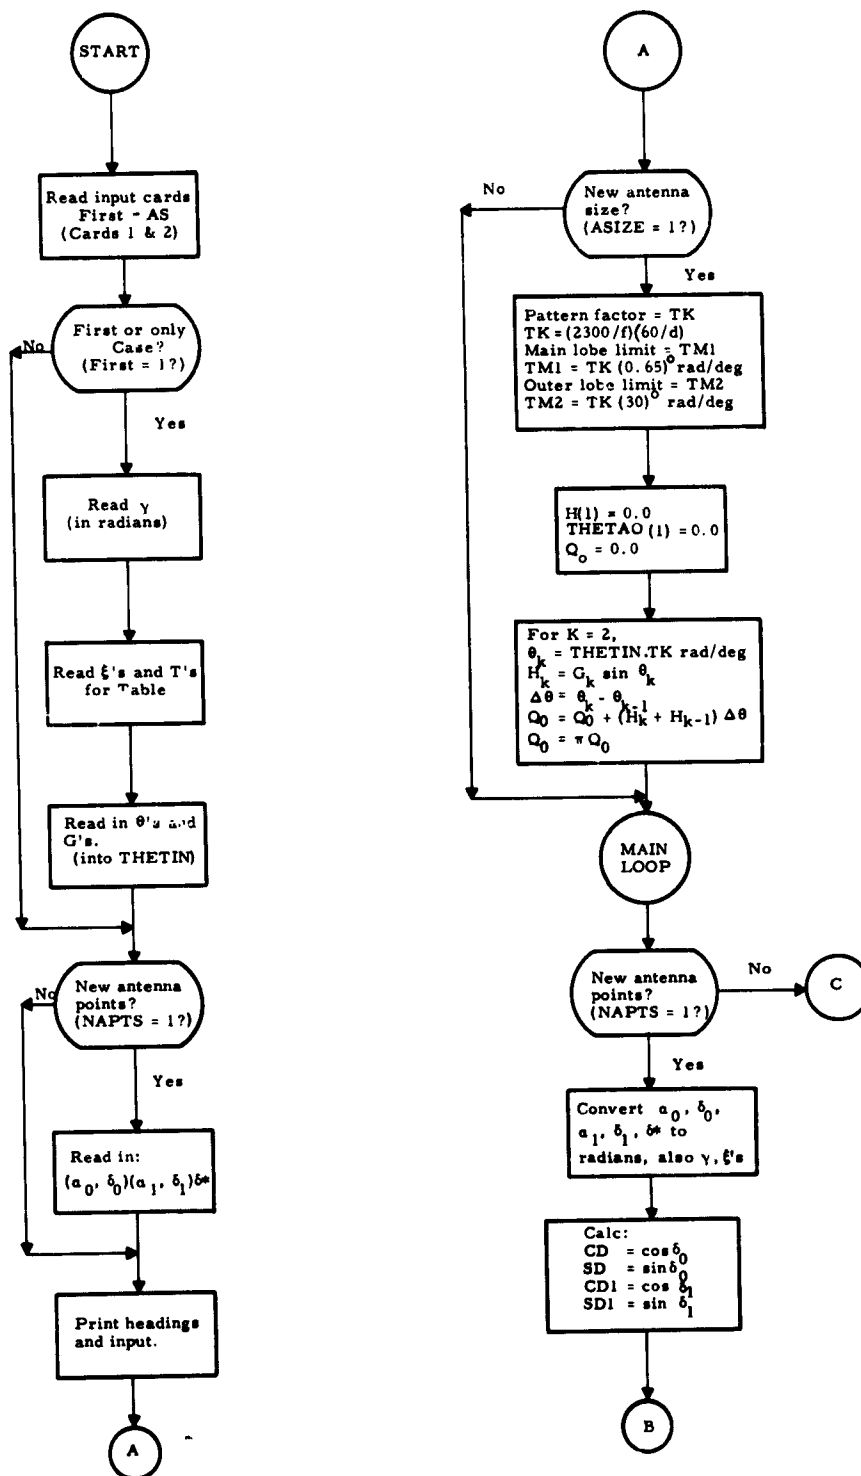 START
Read input cards
First - AS
(Cards 1 & 2)
First or only
Case?
(First = 1?)
No
Yes
Read γ
(in radians)
Read ξ's and T's
for Table
Read in θ's and
G's.
(into THETIN)
New antenna
points?
(NAPTS = 1?)
No
Yes
Read in:
(α₀, δ₀)(α₁, δ₁)δ*
Print headings
and input.
A
A
New antenna
size?
(ASIZE = 1?)
No
Yes
Pattern factor = TK
TK = (2300/f)(60/d)
Main lobe limit = TM1
TM1 = TK (0.65)° rad/deg
Outer lobe limit = TM2
TM2 = TK (30)° rad/deg
H(1) = 0.0
THETAO (1) = 0.0
Q₀ = 0.0
For K = 2,
θₖ = THETIN.TK rad/deg
Hₖ = Gₖ sin θₖ
Δθ = θₖ - θₖ₋₁
Q₀ = Q₀ + (Hₖ + Hₖ₋₁) Δθ
Q₀ = πQ₀
MAIN
LOOP
New antenna
points?
(NAPTS = 1?)
No
C
Yes
Convert α₀, δ₀,
α₁, δ₁, δ* to
radians, also γ, ξ's
Calc:
CD = cos δ₀
SD = sin δ₀
CD1 = cos δ₁
SD1 = sin δ₁
B